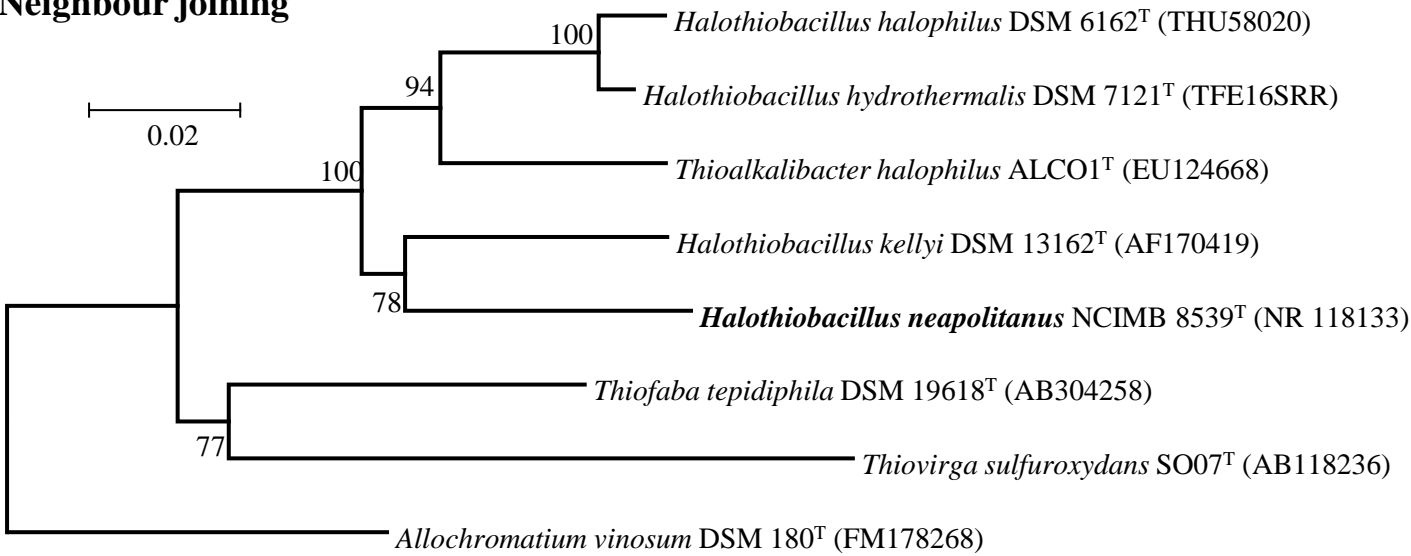 Neighbour joining
100
Halothiobacillus halophilus DSM 6162ᵀ (THU58020)
94
Halothiobacillus hydrothermalis DSM 7121ᵀ (TFE16SRR)
0.02
100
Thioalkalibacter halophilus ALCO1ᵀ (EU124668)
Halothiobacillus kellyi DSM 13162ᵀ (AF170419)
78
Halothiobacillus neapolitanus NCIMB 8539ᵀ (NR 118133)
Thiofaba tepidiphila DSM 19618ᵀ (AB304258)
77
Thiovirga sulfuroxydans SO07ᵀ (AB118236)
Allochromatium vinosum DSM 180ᵀ (FM178268)